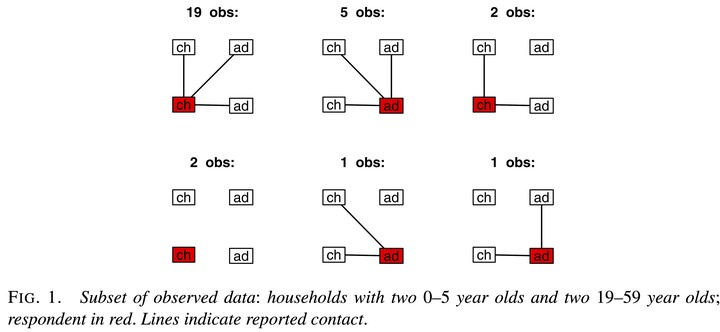 19 obs: 5 obs: 2 obs:
ch ad ch ad ch ad
ch ad ch ad ch ad
2 obs: 1 obs: 1 obs:
ch ad ch ad ch ad
ch ad ch ad ch ad
FIG. 1. Subset of observed data: households with two 0–5 year olds and two 19–59 year olds;
respondent in red. Lines indicate reported contact.